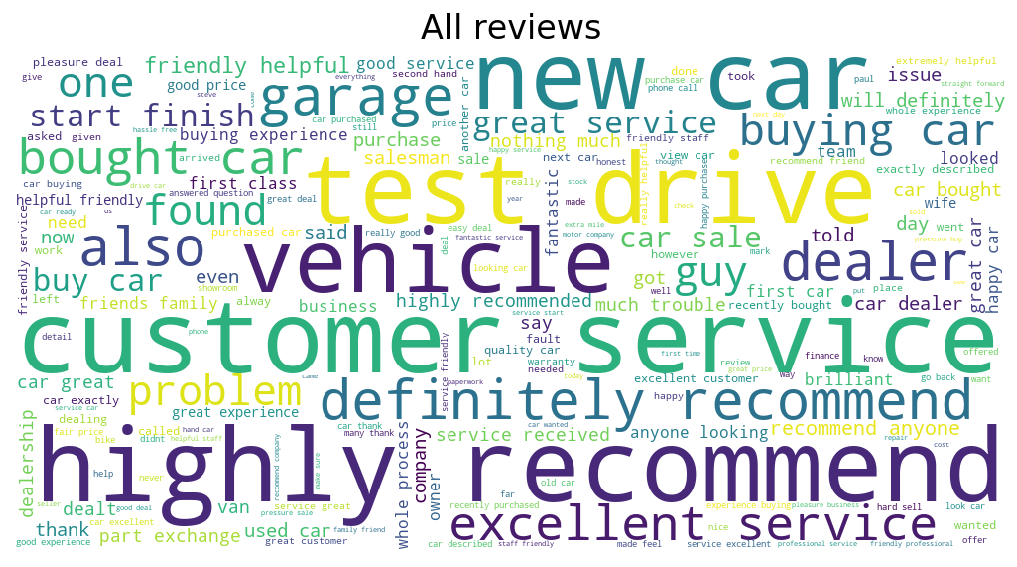 All reviews
pleasure deal
friendly helpful
good service
new car
extremely helpful
give
one
good price
second hand
done
took
paul
issue
straight forward
everything
steve
garage
another car
purchase car
phone call
will definitely
start finish
car purchased
price
great service
whole experience
next day
buying car
hassle free
asked
given
buying experience
still
purchase
nothing much
friendly staff
happy service
team
bought car
arrived
salesman
sale
next car
honest
thought
view car
recommend friend
looked
exactly described
car buying
drive car
first class
answered question
test drive
really
stock
really helpful
check
happy purchased
car bought
helpful friendly
car ready
us
found
great deal
year
made
fantastic
wife
sold
need
purchased car
said
really good
easy deal
extra mile
motor company
day
went
now
also
vehicle
deal
fantastic service
car sale
told
pressure buy
great car
happy car
work
however
mark
dealer
friendly service
buy car
even
showroom
looking car
got
well
guy
first car
put
place
left
friends family
alway
business
highly recommended
much trouble
recently bought
car dealer
service start
customer service
detail
phone
say
fault
quality car
first time
review
great price
finance
know
offered
car great
service friendly
lot
warranty
needed
paperwork
today
excellent customer
way
brilliant
go back
want
car exactly
service car
problem
great experience
definitely recommend
happy
dealership
dealing
fair price
bike
called
didnt
hand car
helpful staff
car thank
many thank
whole process
company
service received
car wanted
anyone looking
recommend anyone
repair
cost
highly recommend
help
never
recommend company
make sure
old car
far
owner
seller
dealt
good deal
van
service great
pressure sale
recently purchased
experience buying
pleasure business
hard sell
look car
thank
car excellent
used car
family friend
excellent service
nice
wanted
good experience
part exchange
great customer
car described
staff friendly
made feel
service excellent
professional service
friendly professional
offer